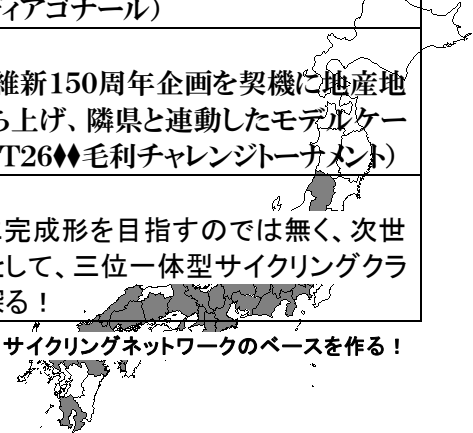 ィアゴナール）
維新150周年企画を契機に地産地
ち上げ、隣県と連動したモデルケー
T26♦♦毛利チャレンジトーナメント）
完成形を目指すのでは無く、次世
として、三位一体型サイクリングクラ
る！
サイクリングネットワークのベースを作る！